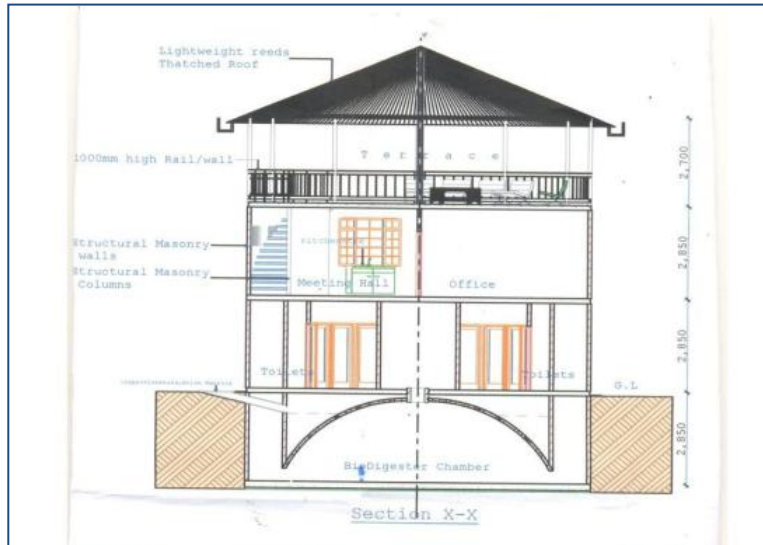 Lightweight reeds
Thatched Roof
1000mm high Rail/wall
Terrace
2,700
Structural Masonry
walls
Structural Masonry
Columns
Meeting Hall
Office
2,850
Toilets
Toilets
2,850
G.L
BioDigester Chamber
2,850
Section X-X